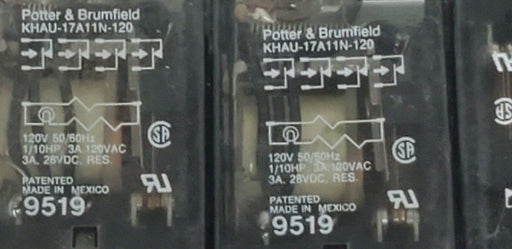 Potter & Brumfield
KHAU-17A11N-120
120V 50/60Hz
1/10HP, 3A 120VAC
3A, 28VDC, RES.
PATENTED
MADE IN MEXICO
9519
Potter & Brumfield
KHAU-17A11N-120
120V 50/60Hz
1/10HP, 3A 120VAC
3A, 28VDC, RES.
PATENTED
MADE IN MEXICO
9519